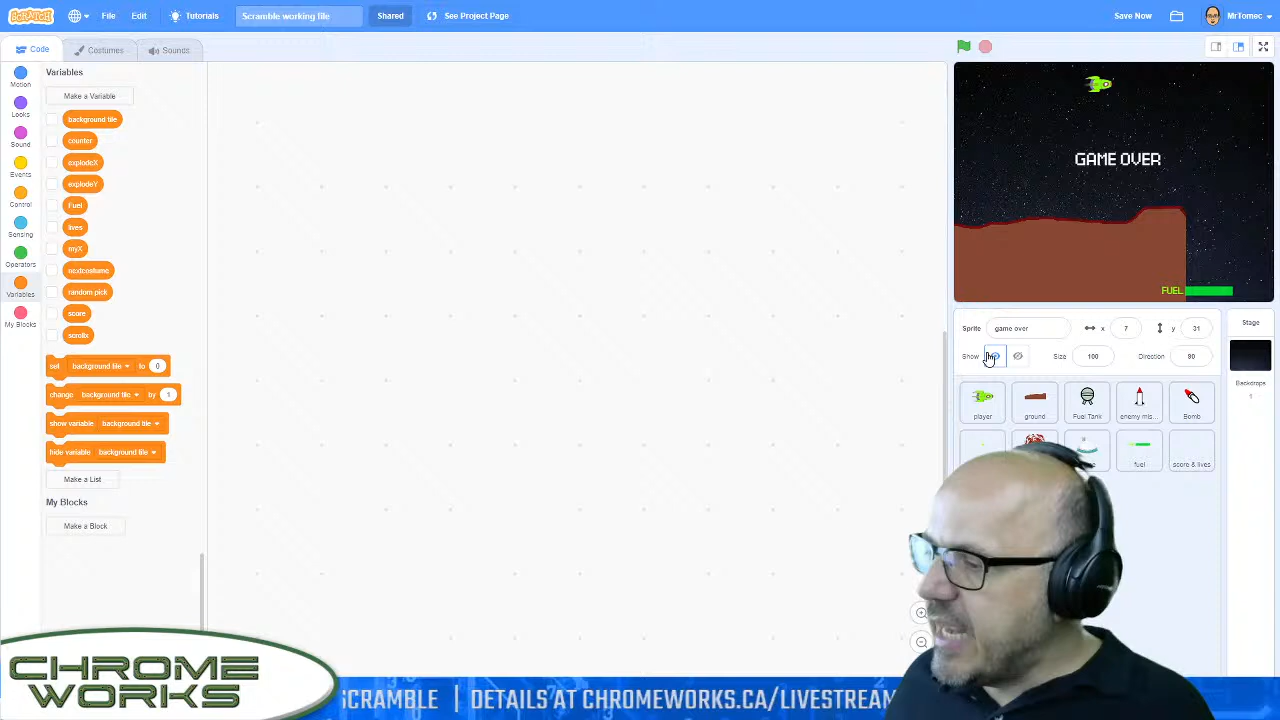 SCRATCH
File
Edit
Tutorials
Scramble working file
Shared
See Project Page
Save Now
MrTomec
Code
Costumes
Sounds
Motion
Looks
Sound
Events
Control
Sensing
Operators
Variables
My Blocks
Variables
Make a Variable
background tile
counter
explodeX
explodeY
Fuel
lives
myX
nextcostume
random pick
score
scrollx
set background tile to 0
change background tile by 1
show variable background tile
hide variable background tile
Make a List
My Blocks
Make a Block
GAME OVER
FUEL
Sprite game over x 7 y 31
Show Size 100 Direction 90
Stage
Backdrops
1
player
ground
Fuel Tank
enemy mis...
Bomb
fuel
score & lives
CHROME
WORKS
SCRAMBLE | DETAILS AT CHROMEWORKS.CA/LIVESTREAM